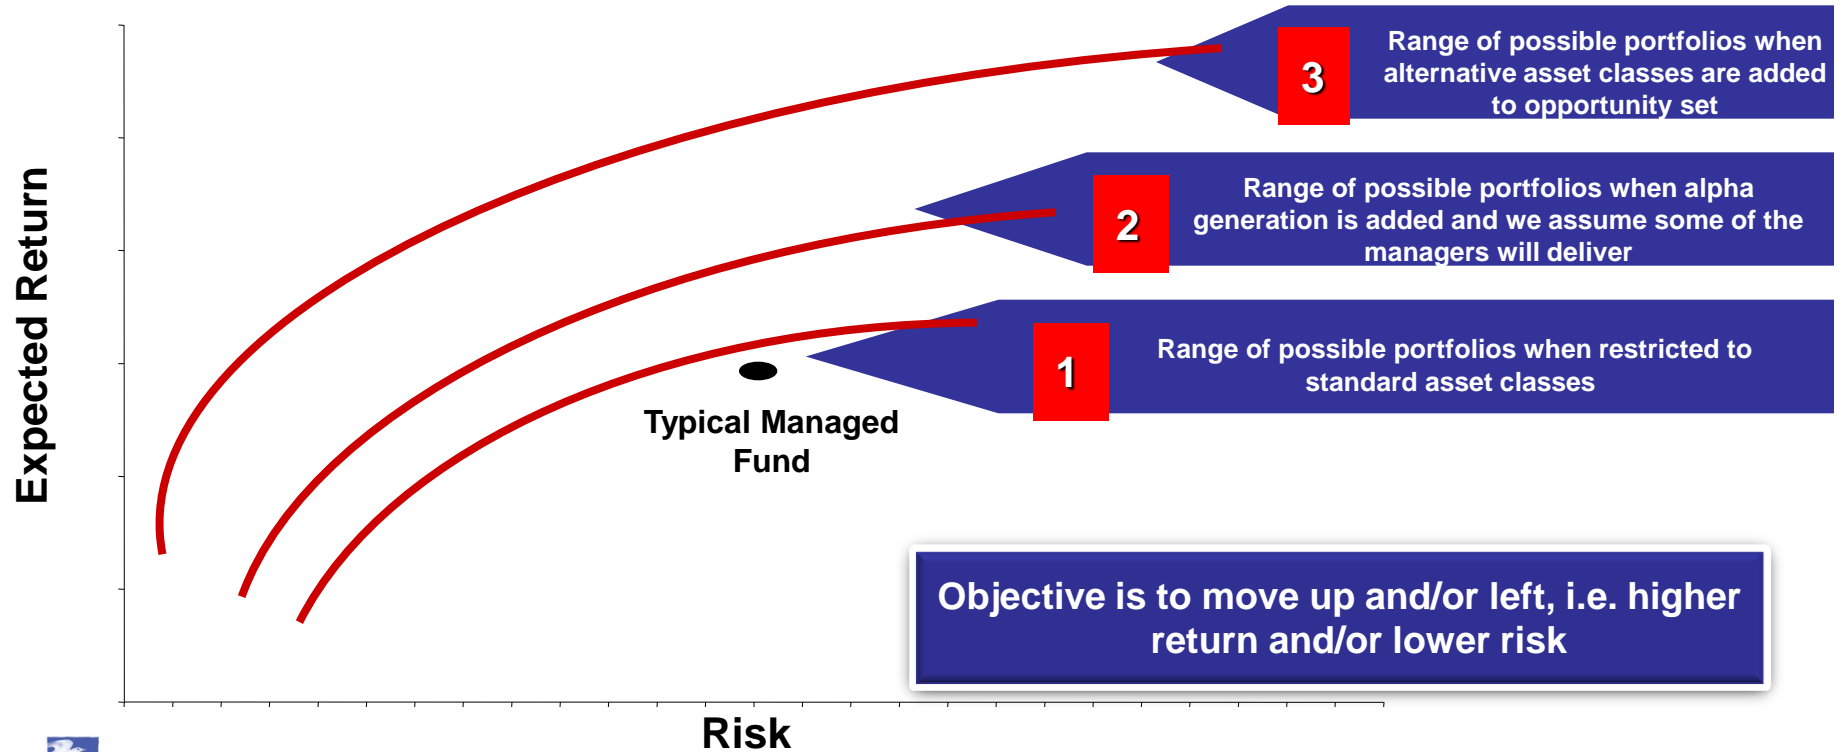 Expected Return
3
Range of possible portfolios when
alternative asset classes are added
to opportunity set
2
Range of possible portfolios when alpha
generation is added and we assume some of the
managers will deliver
1
Range of possible portfolios when restricted to
standard asset classes
Typical Managed
Fund
Objective is to move up and/or left, i.e. higher
return and/or lower risk
Risk